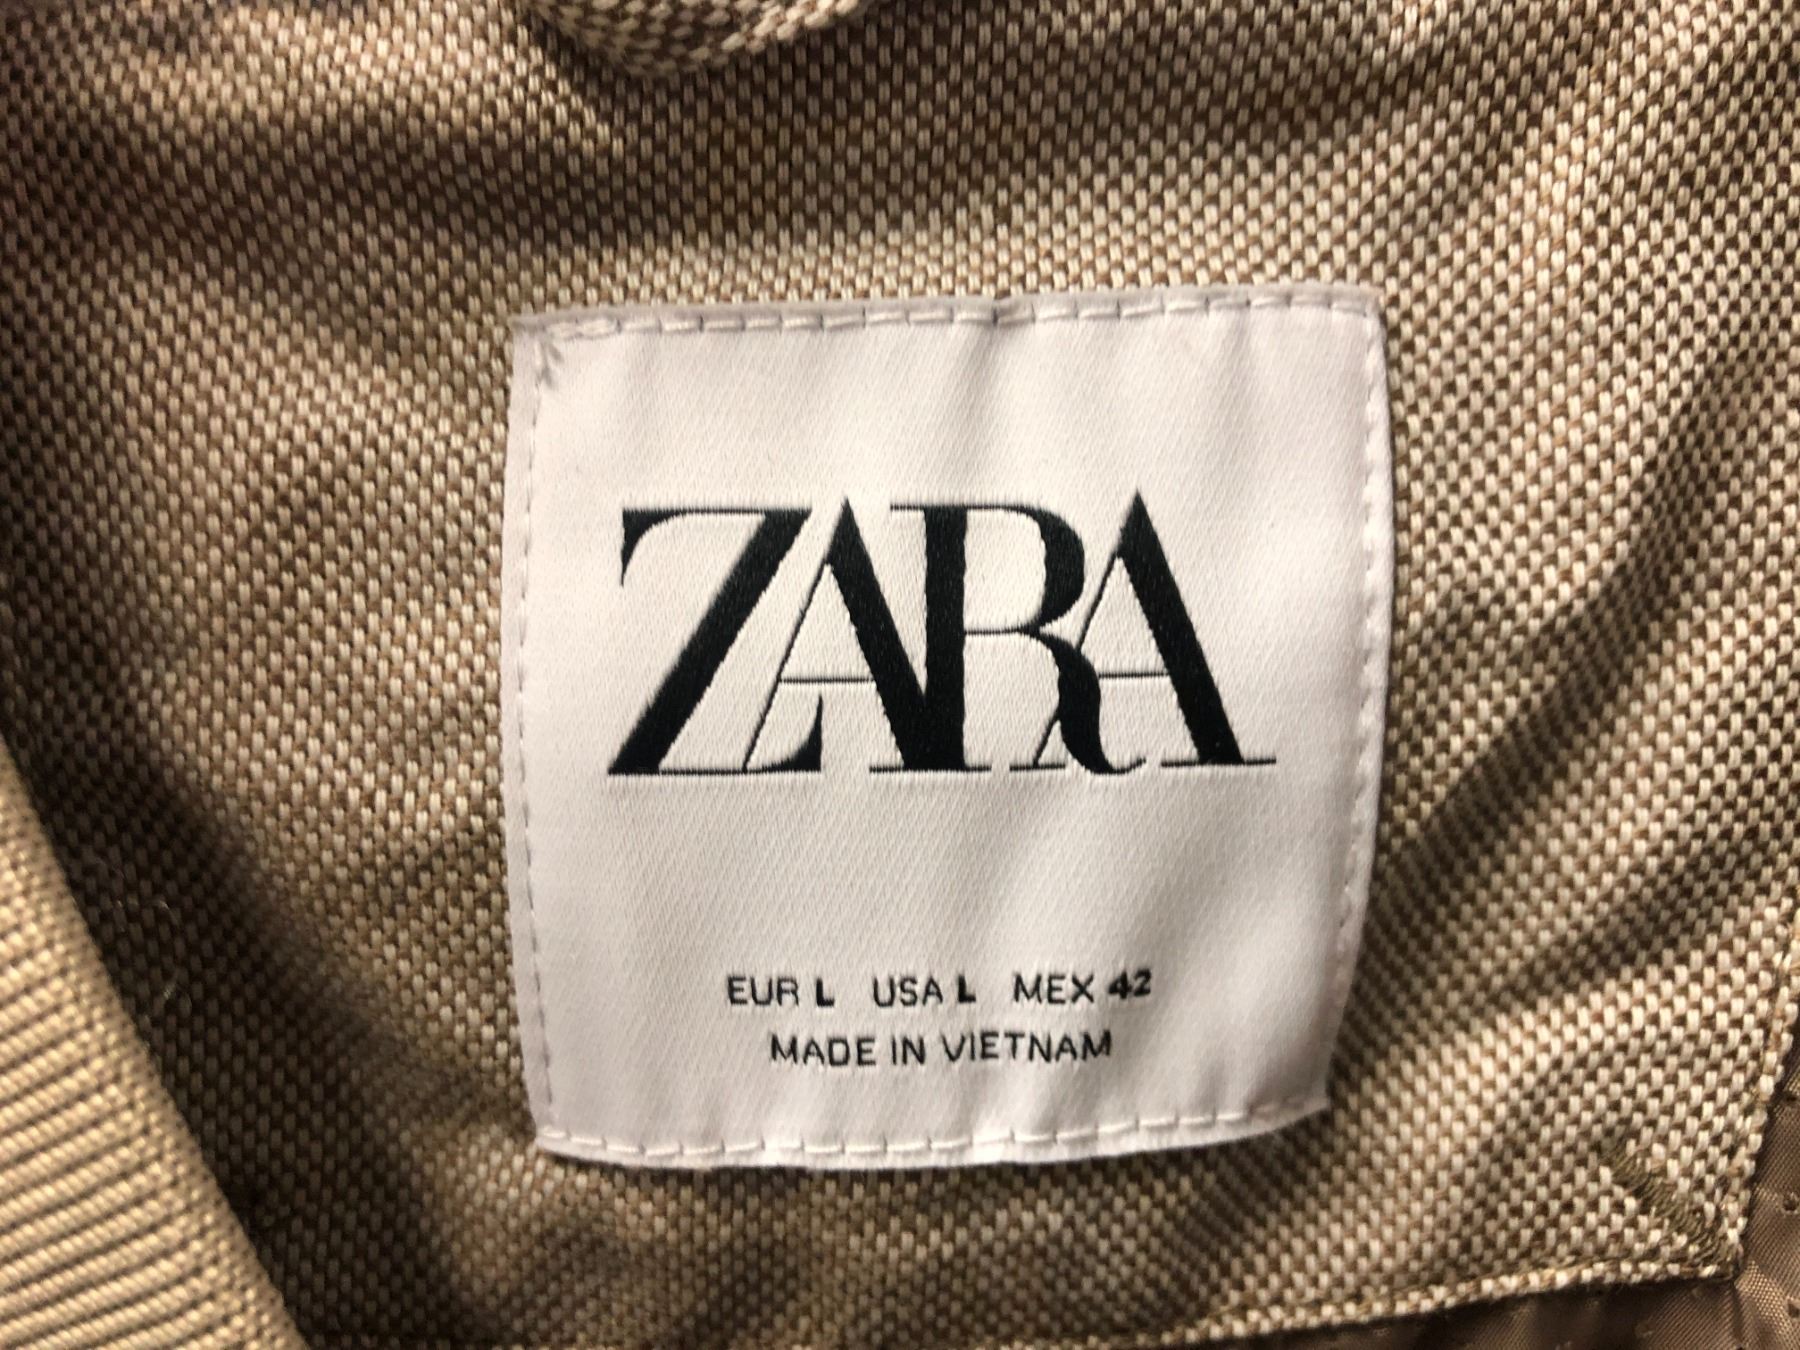 ZARA
EUR L USA L MEX 42
MADE IN VIETNAM